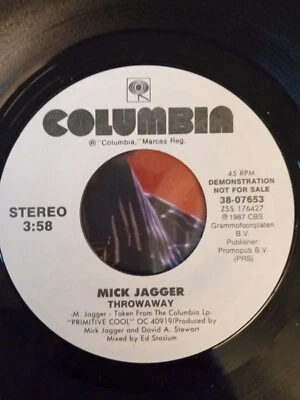 COLUMBIA
® "Columbia," Marcas Reg.
45 RPM
DEMONSTRATION
NOT FOR SALE
38-07653
ZSS 176427
℗ 1987 CBS
Grammofoonplaten
B.V.
Publisher:
Promopub B.V.
(PRS)
STEREO
3:58
MICK JAGGER
THROWAWAY
-M. Jagger - Taken From The Columbia Lp:
"PRIMITIVE COOL" OC 40919/Produced by
Mick Jagger and David A. Stewart
Mixed by Ed Stasium